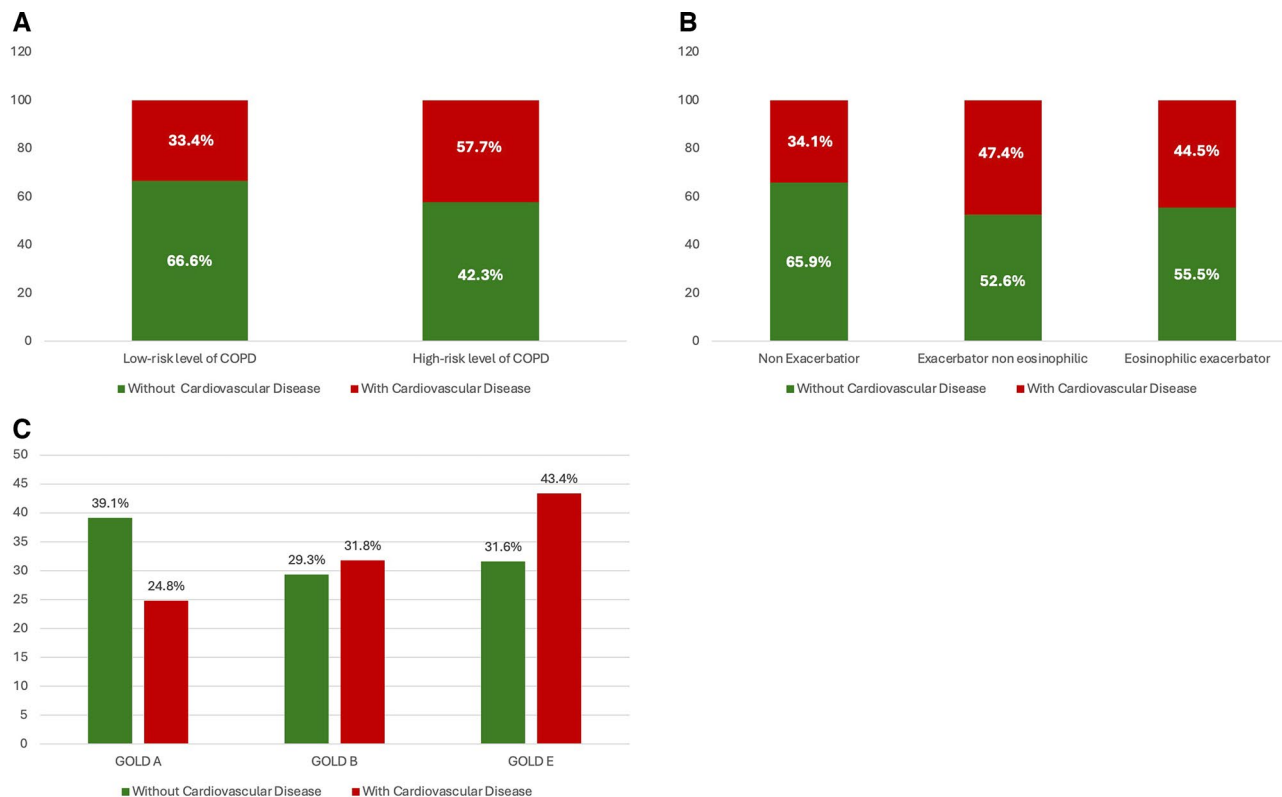 A
120
100
80
60
40
20
0
33.4%
66.6%
57.7%
42.3%
Low-risk level of COPD
High-risk level of COPD
Without Cardiovascular Disease
With Cardiovascular Disease
B
120
100
80
60
40
20
0
34.1%
65.9%
47.4%
52.6%
44.5%
55.5%
Non Exacerbatior
Exacerbator non eosinophilic
Eosinophilic exacerbator
Without Cardiovascular Disease
With Cardiovascular Disease
C
50
45
40
35
30
25
20
15
10
5
0
39.1%
24.8%
29.3%
31.8%
31.6%
43.4%
GOLD A
GOLD B
GOLD E
Without Cardiovascular Disease
With Cardiovascular Disease